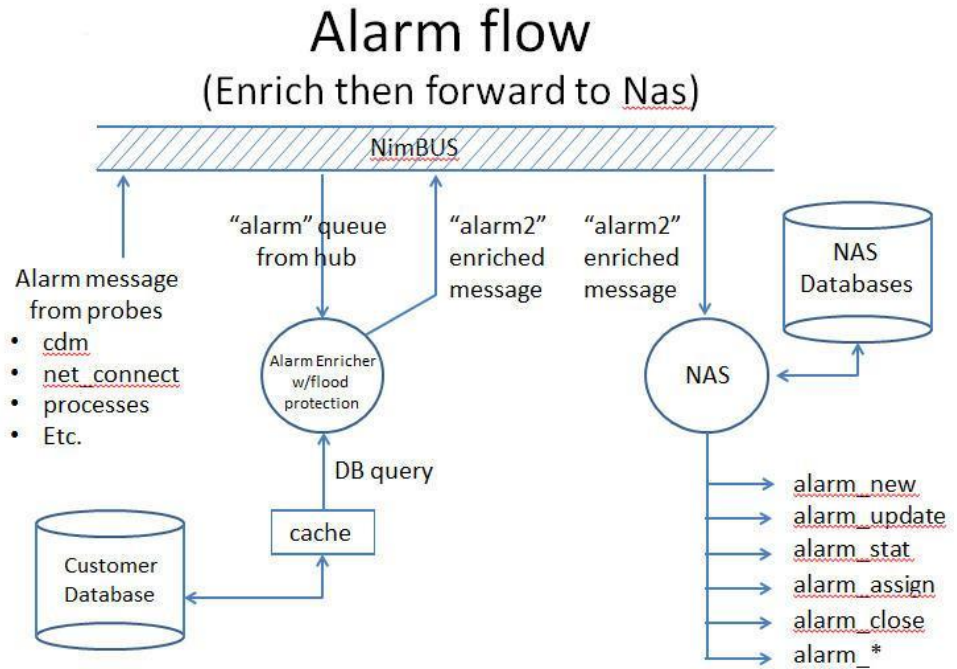 Alarm flow
(Enrich then forward to Nas)
NimBUS
"alarm" queue
from hub
"alarm2"
enriched
message
"alarm2"
enriched
message
NAS
Databases
Alarm message
from probes
• cdm
• net_connect
• processes
• Etc.
Alarm Enricher
w/flood
protection
NAS
DB query
cache
Customer
Database
alarm_new
alarm_update
alarm_stat
alarm_assign
alarm_close
alarm_*